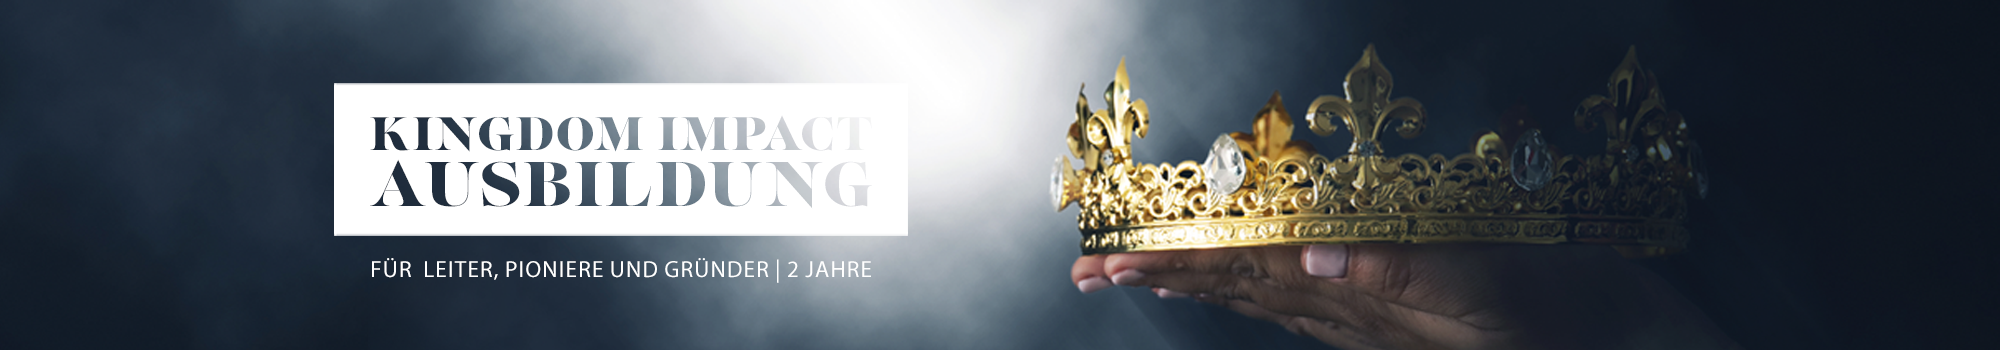 KINGDOM IMPACT
AUSBILDUNG
FÜR LEITER, PIONIERE UND GRÜNDER | 2 JAHRE